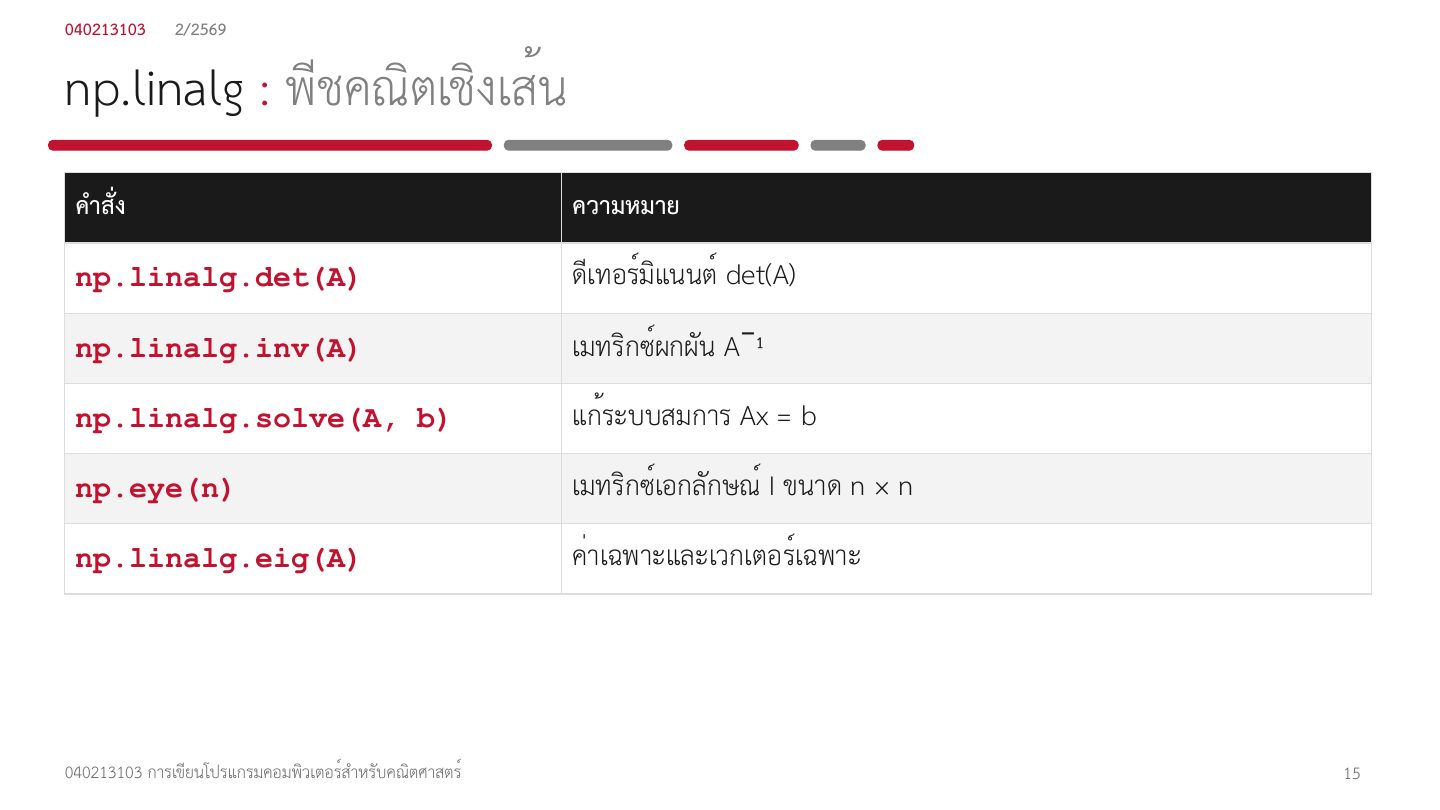 040213103 2/2569
np.linalg : พีชคณิตเชิงเส้น
คำสั่ง ความหมาย
np.linalg.det(A) ดีเทอร์มิแนนต์ det(A)
np.linalg.inv(A) เมทริกซ์ผกผัน A⁻¹
np.linalg.solve(A, b) แก้ระบบสมการ Ax = b
np.eye(n) เมทริกซ์เอกลักษณ์ I ขนาด n × n
np.linalg.eig(A) ค่าเฉพาะและเวกเตอร์เฉพาะ
040213103 การเขียนโปรแกรมคอมพิวเตอร์สำหรับคณิตศาสตร์ 15